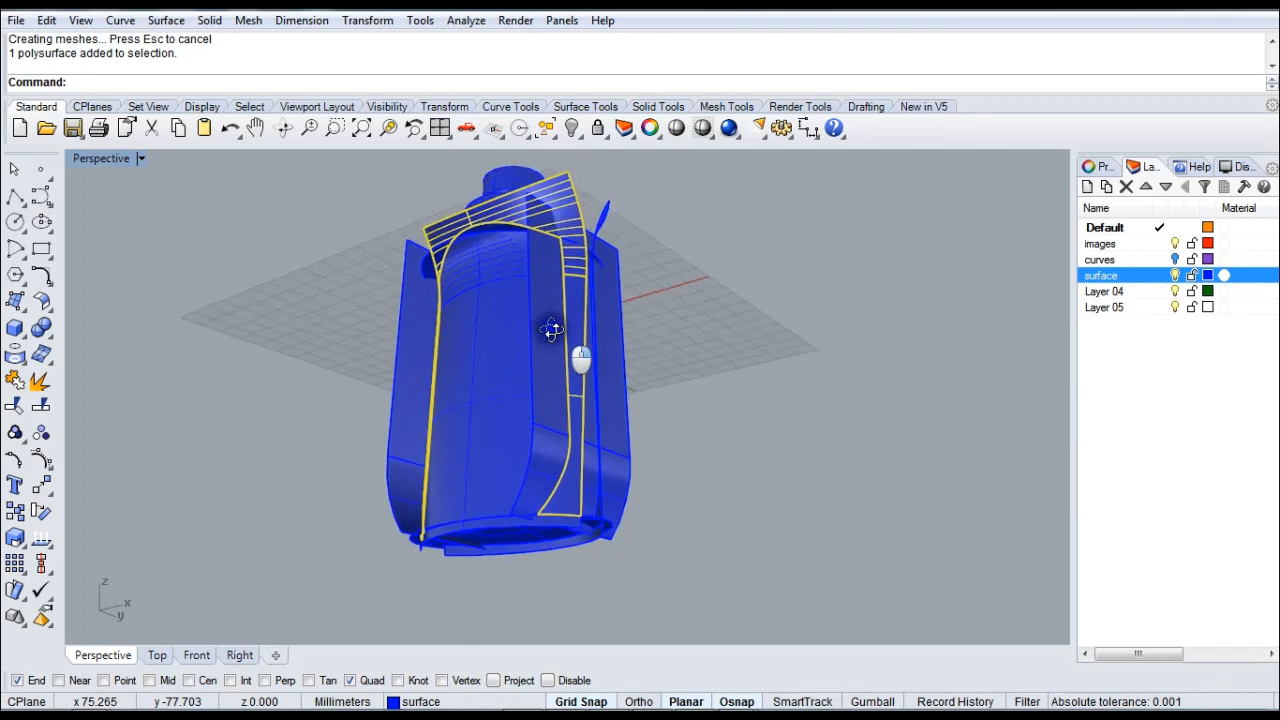 File Edit View Curve Surface Solid Mesh Dimension Transform Tools Analyze Render Panels Help
Creating meshes... Press Esc to cancel
1 polysurface added to selection.
Command:
Standard CPlanes Set View Display Select Viewport Layout Visibility Transform Curve Tools Surface Tools Solid Tools Mesh Tools Render Tools Drafting New in V5
Perspective
Pr... La... Help Dis...
Name Material
Default
images
curves
surface
Layer 04
Layer 05
z
x
y
Perspective Top Front Right
End Near Point Mid Cen Int Perp Tan Quad Knot Vertex Project Disable
CPlane x 75.265 y -77.703 z 0.000 Millimeters surface Grid Snap Ortho Planar Osnap SmartTrack Gumball Record History Filter Absolute tolerance: 0.001